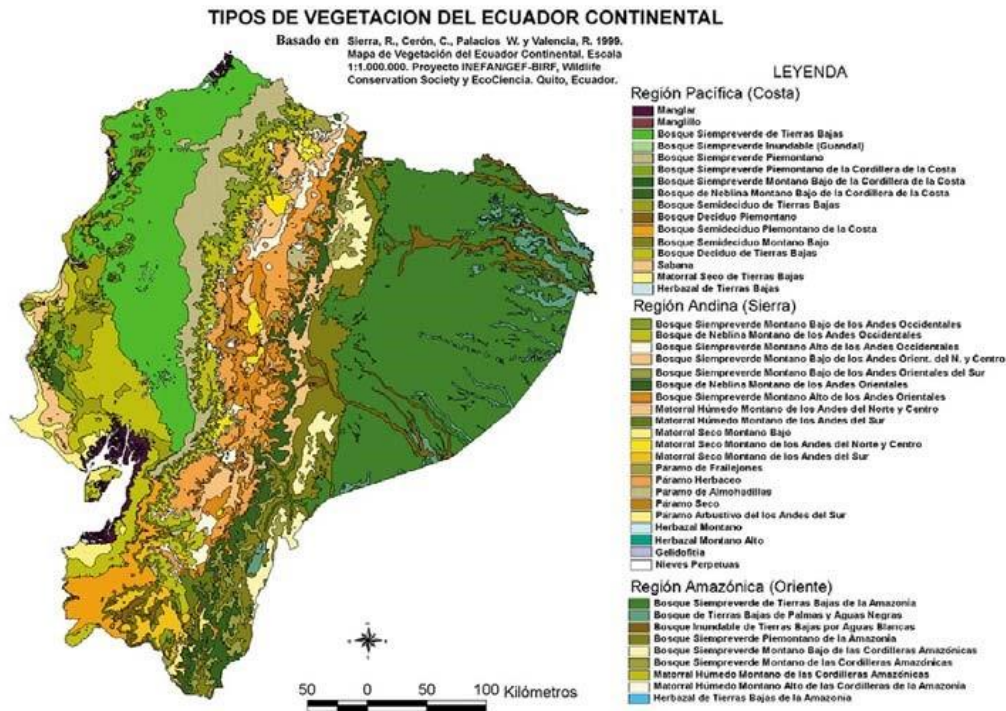 TIPOS DE VEGETACION DEL ECUADOR CONTINENTAL
Basado en Sierra, R., Cerón, C., Palacios W. y Valencia, R. 1999.
Mapa de Vegetación del Ecuador Continental. Escala
1:1.000.000. Proyecto INEFAN/GEF-BIRF, Wildlife
Conservation Society y EcoCiencia. Quito, Ecuador.
LEYENDA
Región Pacífica (Costa)
Manglar
Manglillo
Bosque Siempreverde de Tierras Bajas
Bosque Siempreverde Inundable (Guandal)
Bosque Siempreverde Piemontano
Bosque Siempreverde Piemontano de la Cordillera de la Costa
Bosque Siempreverde Montano Bajo de la Cordillera de la Costa
Bosque de Neblina Montano Bajo de la Cordillera de la Costa
Bosque Semideciduo de Tierras Bajas
Bosque Deciduo Piemontano
Bosque Semideciduo Piemontano de la Costa
Bosque Semideciduo Montano Bajo
Bosque Deciduo de Tierras Bajas
Sabana
Matorral Seco de Tierras Bajas
Herbazal de Tierras Bajas
Región Andina (Sierra)
Bosque Siempreverde Montano Bajo de los Andes Occidentales
Bosque de Neblina Montano de los Andes Occidentales
Bosque Siempreverde Montano Alto de los Andes Occidentales
Bosque Siempreverde Montano Bajo de los Andes Orient. del N. y Centro
Bosque Siempreverde Montano Bajo de los Andes Orientales del Sur
Bosque de Neblina Montano de los Andes Orientales
Bosque Siempreverde Montano Alto de los Andes Orientales
Matorral Húmedo Montano de los Andes del Norte y Centro
Matorral Húmedo Montano de los Andes del Sur
Matorral Seco Montano Bajo
Matorral Seco Montano de los Andes del Norte y Centro
Matorral Seco Montano de los Andes del Sur
Páramo de Frailejones
Páramo Herbaceo
Páramo de Almohadillas
Páramo Seco
Páramo Arbustivo del los Andes del Sur
Herbazal Montano
Herbazal Montano Alto
Gelidofitia
Nieves Perpetuas
Región Amazónica (Oriente)
Bosque Siempreverde de Tierras Bajas de la Amazonia
Bosque de Tierras Bajas de Palmas y Aguas Negras
Bosque Inundable de Tierras Bajas por Aguas Blancas
Bosque Siempreverde Piemontano de la Amazonia
Bosque Siempreverde Montano Bajo de las Cordilleras Amazónicas
Bosque Siempreverde Montano de las Cordilleras Amazónicas
Matorral Húmedo Montano de las Cordilleras Amazónicas
Matorral Húmedo Montano Alto de las Cordilleras de la Amazonia
Herbazal de Tierras Bajas de la Amazonia
50 0 50 100 Kilómetros